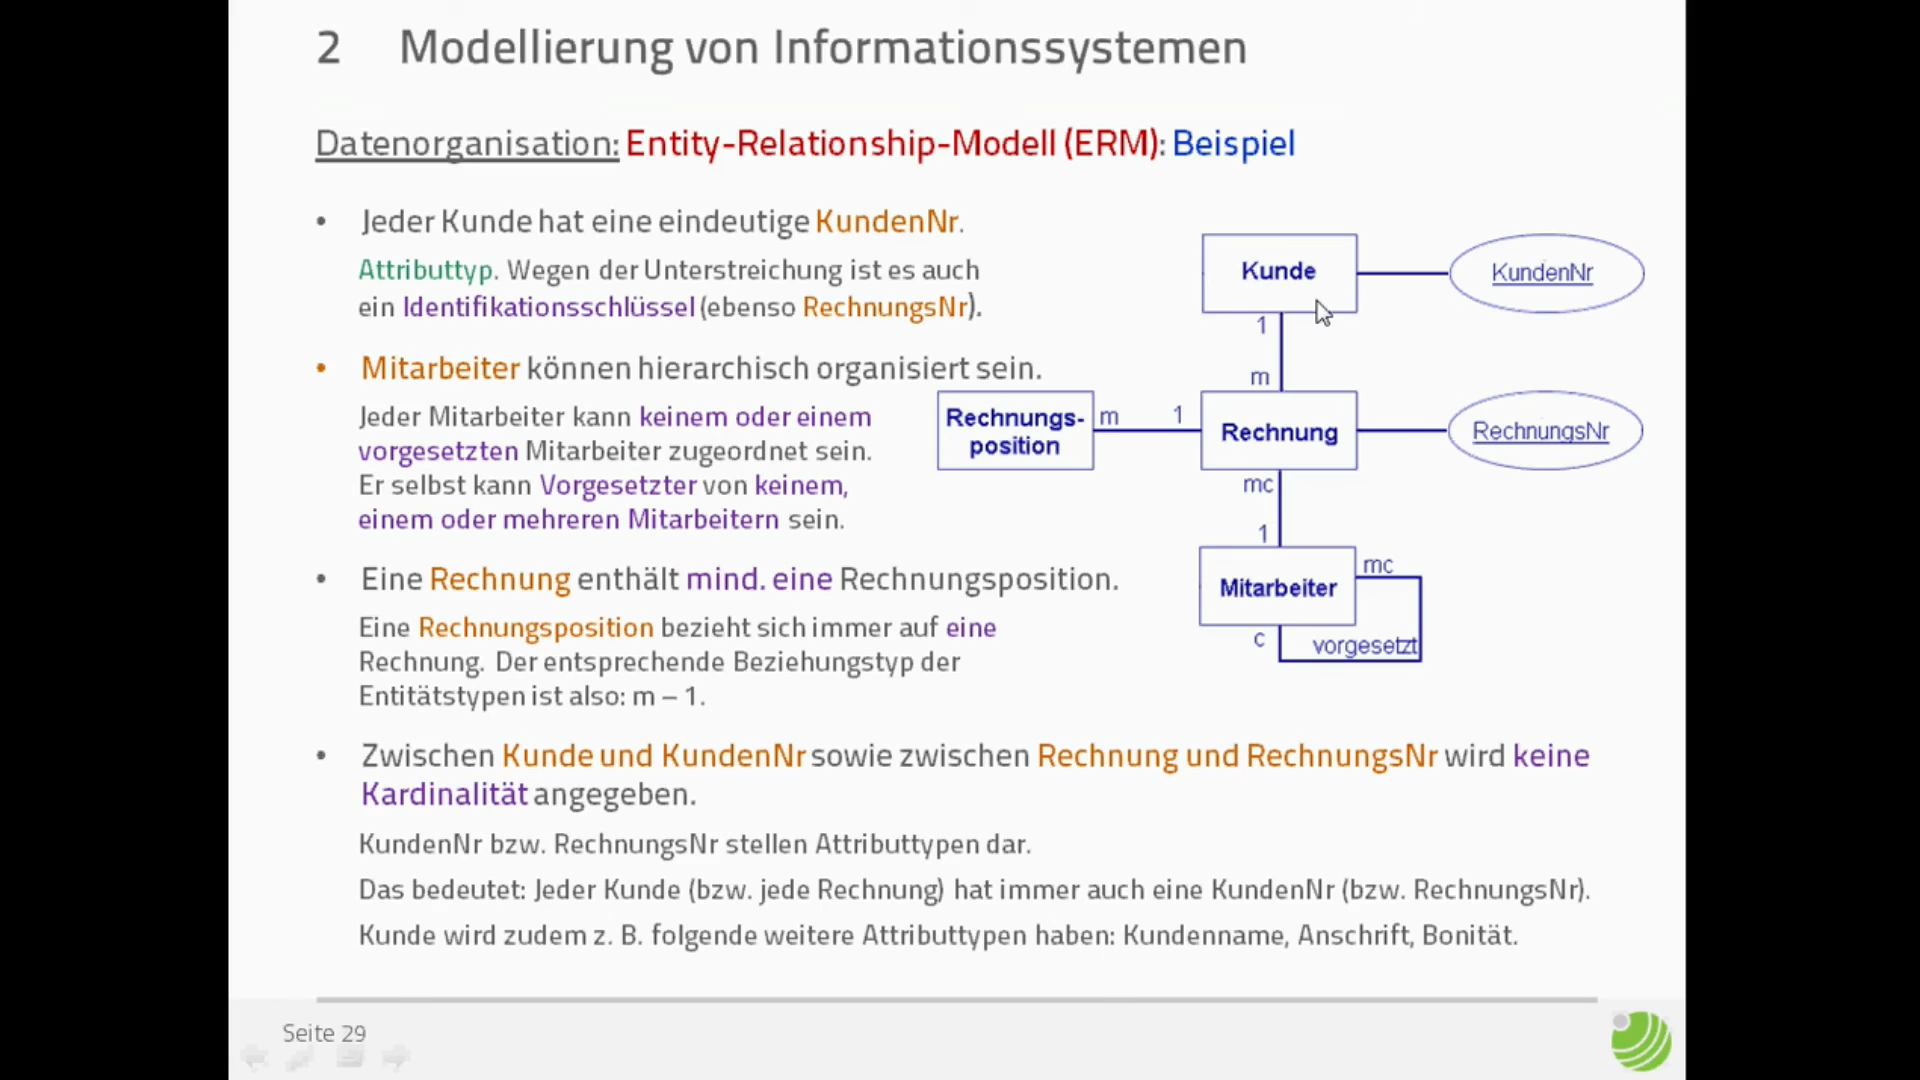 2 Modellierung von Informationssystemen
Datenorganisation: Entity-Relationship-Modell (ERM): Beispiel
• Jeder Kunde hat eine eindeutige KundenNr.
Attributtyp. Wegen der Unterstreichung ist es auch
ein Identifikationsschlüssel (ebenso RechnungsNr).
• Mitarbeiter können hierarchisch organisiert sein.
Jeder Mitarbeiter kann keinem oder einem
vorgesetzten Mitarbeiter zugeordnet sein.
Er selbst kann Vorgesetzter von keinem,
einem oder mehreren Mitarbeitern sein.
• Eine Rechnung enthält mind. eine Rechnungsposition.
Eine Rechnungsposition bezieht sich immer auf eine
Rechnung. Der entsprechende Beziehungstyp der
Entitätstypen ist also: m – 1.
• Zwischen Kunde und KundenNr sowie zwischen Rechnung und RechnungsNr wird keine
Kardinalität angegeben.
KundenNr bzw. RechnungsNr stellen Attributtypen dar.
Das bedeutet: Jeder Kunde (bzw. jede Rechnung) hat immer auch eine KundenNr (bzw. RechnungsNr).
Kunde wird zudem z. B. folgende weitere Attributtypen haben: Kundenname, Anschrift, Bonität.
Kunde
KundenNr
1
m
Rechnungs-
position
m
1
Rechnung
RechnungsNr
mc
1
Mitarbeiter
mc
c
vorgesetzt
Seite 29